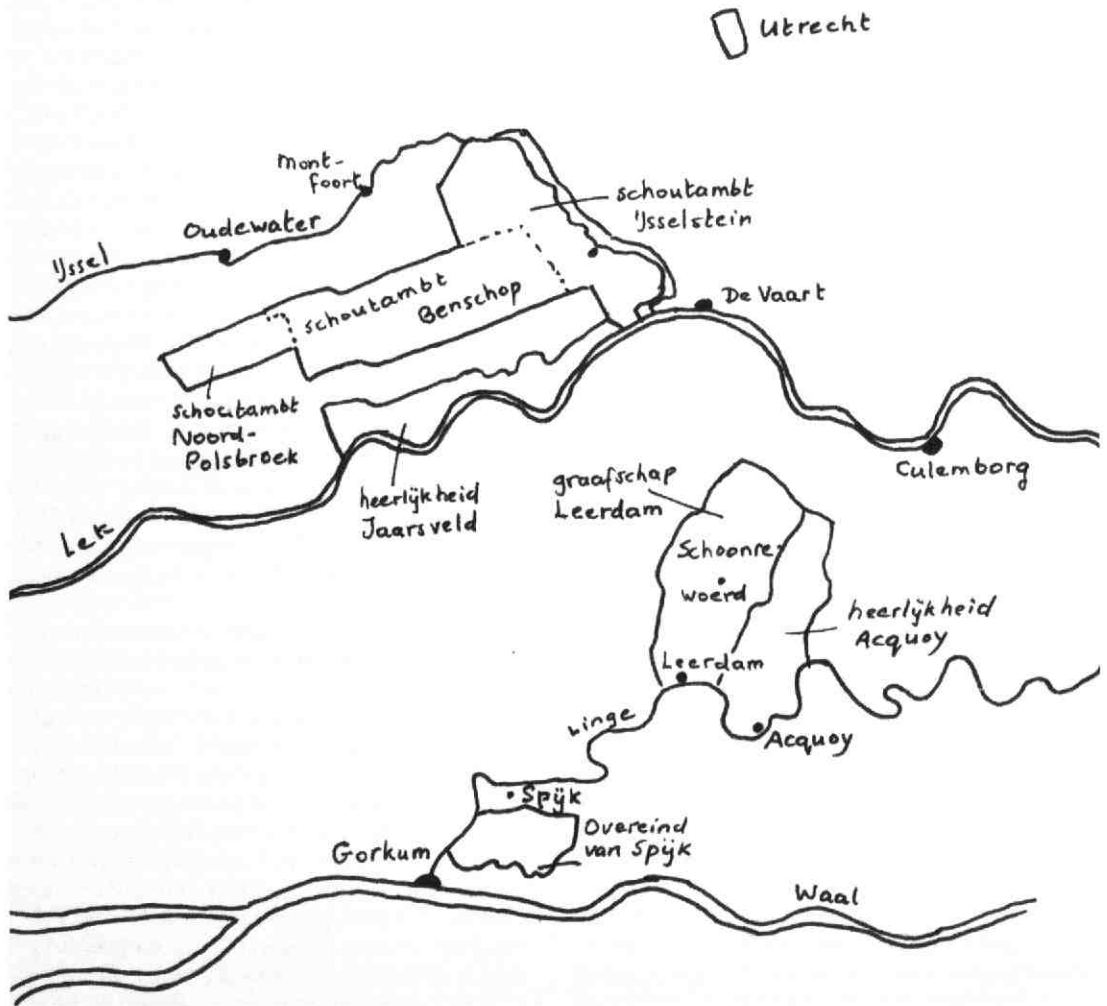 Utrecht
Mont-
foort
schoutambt
IJsselstein
Oudewater
IJssel
De Vaart
schoutambt
Benschop
schoutambt
Noord-
Polsbroek
Culemborg
graafschap
Leerdam
heerlijkheid
Jaarsveld
Lek
Schoonre-
woerd
heerlijkheid
Acquoy
Leerdam
Linge
Acquoy
Spijk
Overeind
van Spijk
Gorkum
Waal